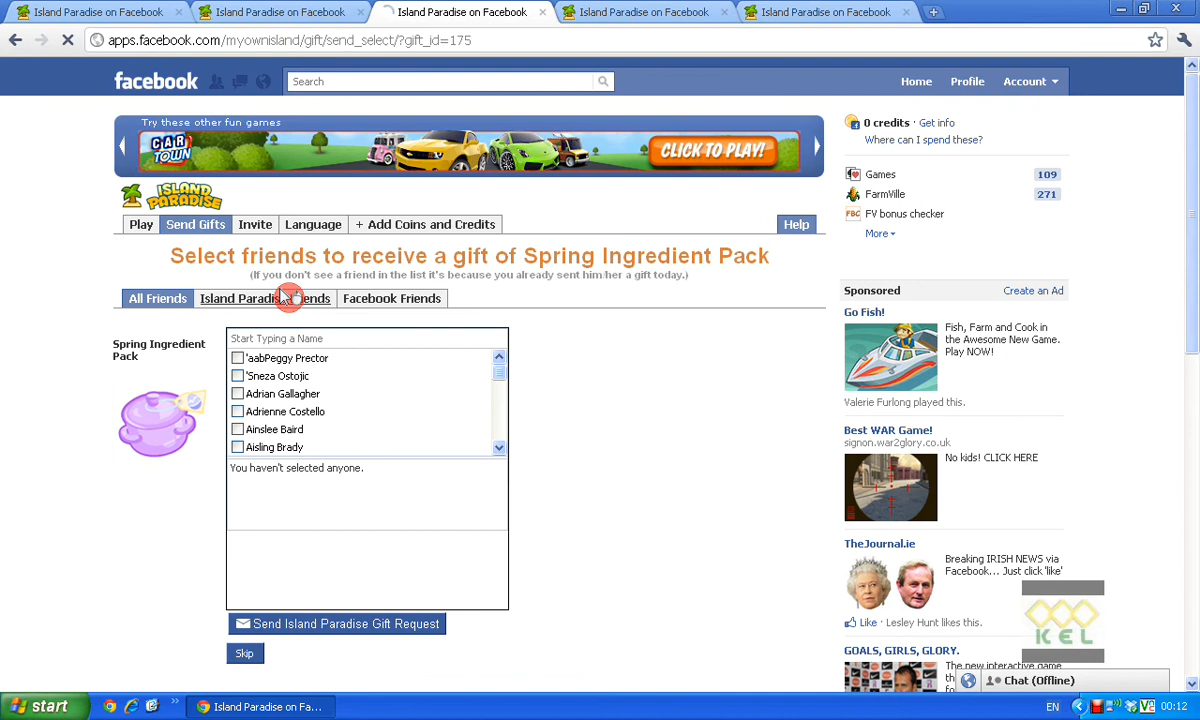 Island Paradise on Facebook
Island Paradise on Facebook
Island Paradise on Facebook
Island Paradise on Facebook
Island Paradise on Facebook
apps.facebook.com/myownisland/gift/send_select/?gift_id=175
facebook
Search
Home Profile Account
Try these other fun games
CAR TOWN
CLICK TO PLAY!
ISLAND PARADISE
Play Send Gifts Invite Language + Add Coins and Credits Help
Select friends to receive a gift of Spring Ingredient Pack
(If you don't see a friend in the list it's because you already sent him/her a gift today.)
All Friends Island Paradise Friends Facebook Friends
Spring Ingredient Pack
Start Typing a Name
'aabPeggy Prector
'Sneza Ostojic
Adrian Gallagher
Adrienne Costello
Ainslee Baird
Aisling Brady
You haven't selected anyone.
Send Island Paradise Gift Request
Skip
0 credits · Get info
Where can I spend these?
Games 109
FarmVille 271
FBC FV bonus checker
More
Sponsored Create an Ad
Go Fish!
Fish, Farm and Cook in
the Awesome New Game.
Play NOW!
Valerie Furlong played this.
Best WAR Game!
signon.war2glory.co.uk
No kids! CLICK HERE
TheJournal.ie
Breaking IRISH NEWS via
Facebook... Just click 'like'
Like · Lesley Hunt likes this.
KEL
GOALS, GIRLS, GLORY.
The new interactive game
Chat (Offline)
start
Island Paradise on Fa...
EN
00:12